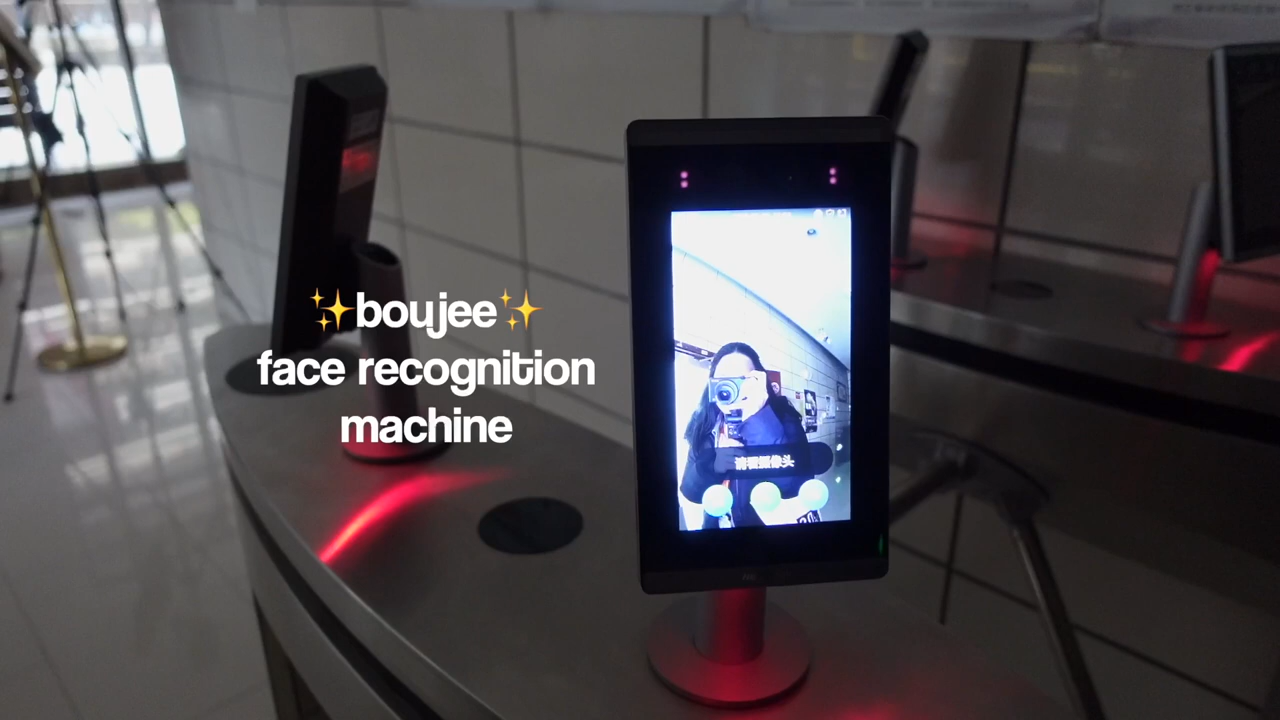 ✨boujee✨
face recognition
machine
请看摄像头